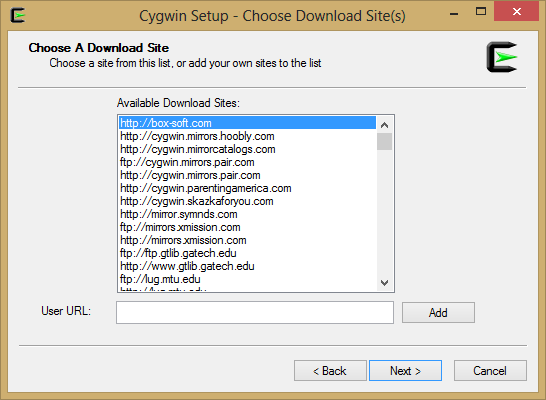 Cygwin Setup - Choose Download Site(s)
Choose A Download Site
Choose a site from this list, or add your own sites to the list
Available Download Sites:
http://box-soft.com
http://cygwin.mirrors.hoobly.com
http://cygwin.mirrorcatalogs.com
ftp://cygwin.mirrors.pair.com
http://cygwin.mirrors.pair.com
http://cygwin.parentingamerica.com
http://cygwin.skazkaforyou.com
http://mirror.symnds.com
ftp://mirrors.xmission.com
http://mirrors.xmission.com
ftp://ftp.gtlib.gatech.edu
http://www.gtlib.gatech.edu
ftp://lug.mtu.edu
http://lug.mtu.edu
User URL:
Add
< Back
Next >
Cancel